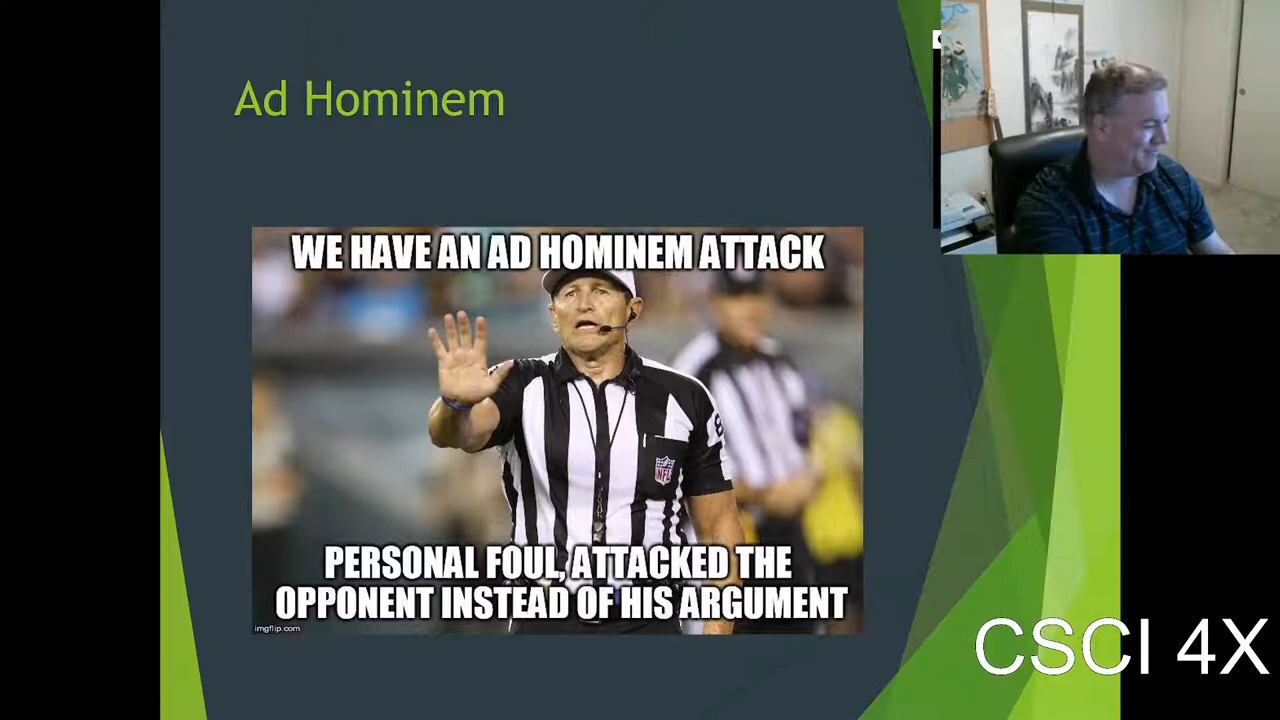 Ad Hominem
WE HAVE AN AD HOMINEM ATTACK
NFL
PERSONAL FOUL, ATTACKED THE
OPPONENT INSTEAD OF HIS ARGUMENT
imgflip.com
CSCI 4X